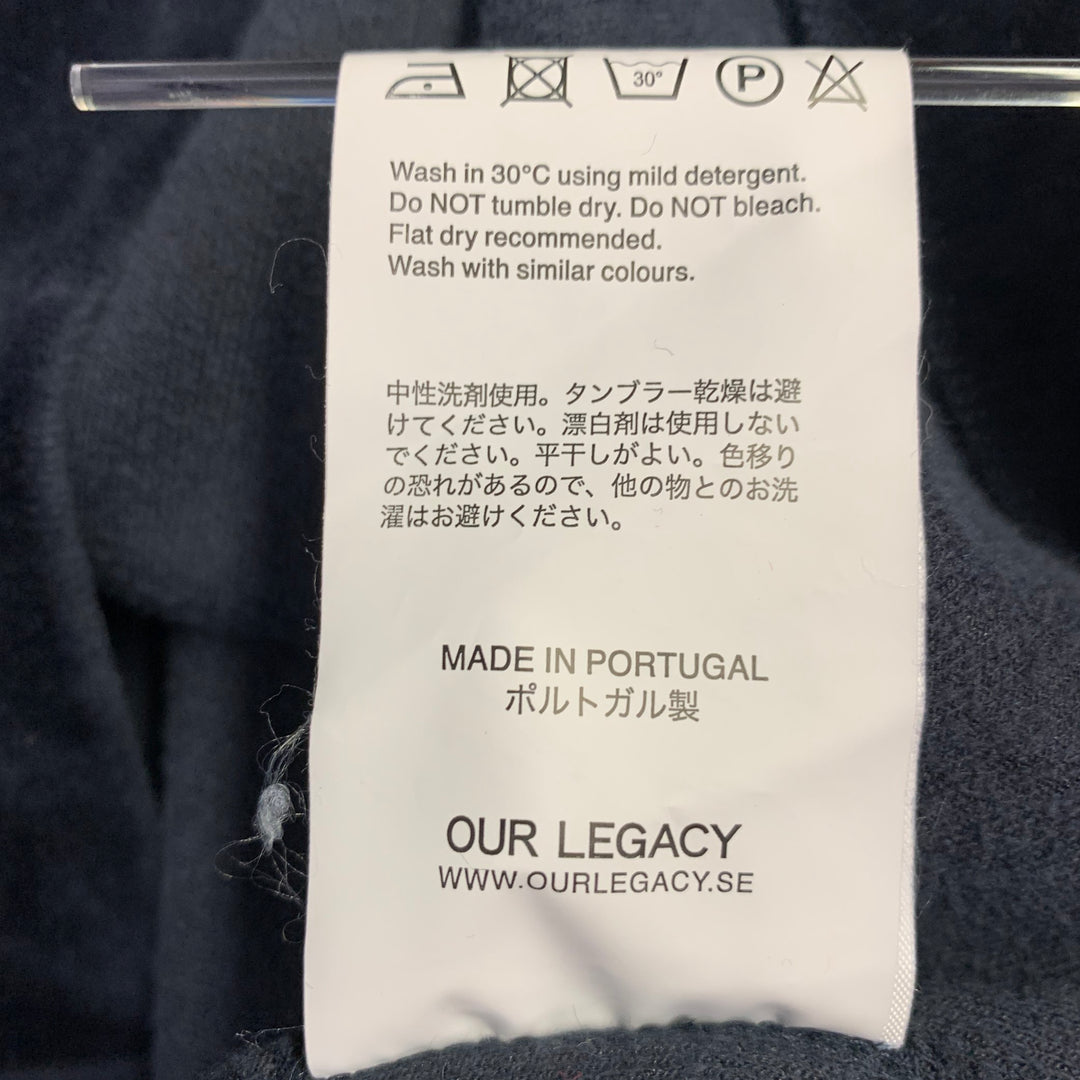 30°
P
Wash in 30°C using mild detergent.
Do NOT tumble dry. Do NOT bleach.
Flat dry recommended.
Wash with similar colours.
中性洗剤使用。タンブラー乾燥は避
けてください。漂白剤は使用しない
でください。平干しがよい。色移り
の恐れがあるので、他の物とのお洗
濯はお避けください。
MADE IN PORTUGAL
ポルトガル製
OUR LEGACY
WWW.OURLEGACY.SE